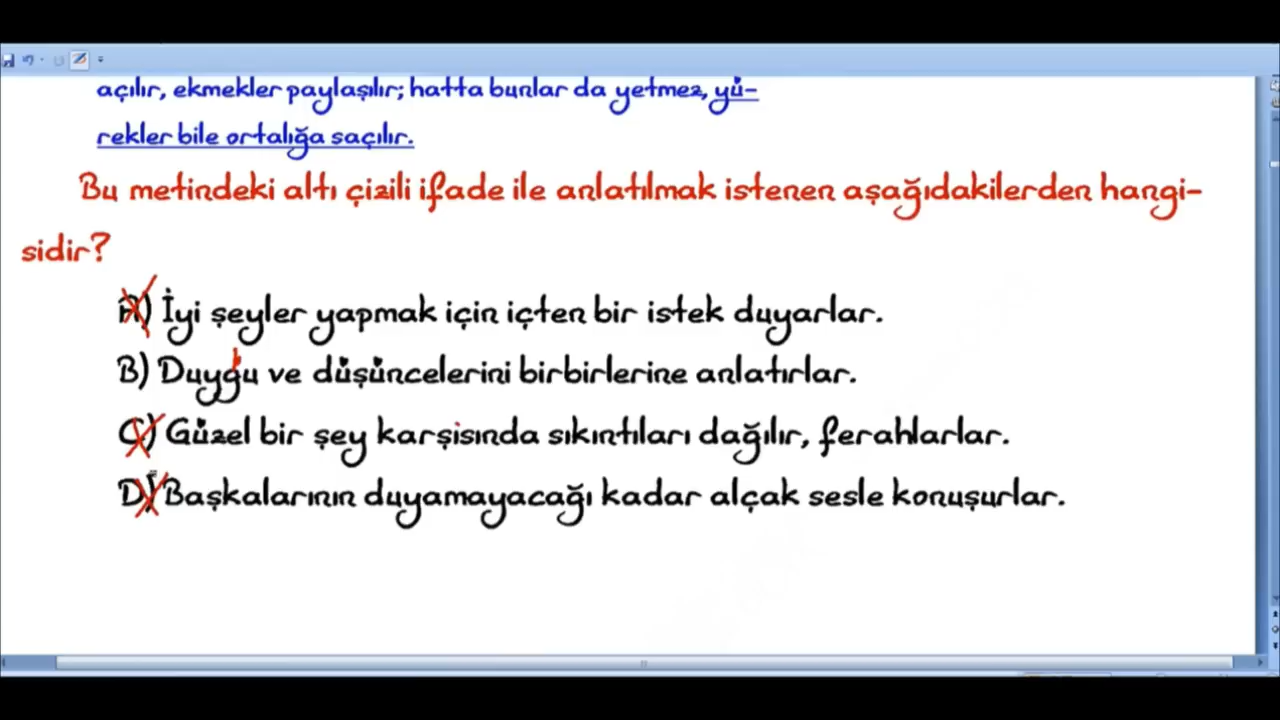 açılır, ekmekler paylaşılır; hatta bunlar da yetmez, yü-
rekler bile ortalığa saçılır.
Bu metindeki altı çizili ifade ile anlatılmak istenen aşağıdakilerden hangi-
sidir?
A) İyi şeyler yapmak için içten bir istek duyarlar.
B) Duygu ve düşüncelerini birbirlerine anlatırlar.
C) Güzel bir şey karşısında sıkıntıları dağılır, ferahlarlar.
D) Başkalarının duyamayacağı kadar alçak sesle konuşurlar.